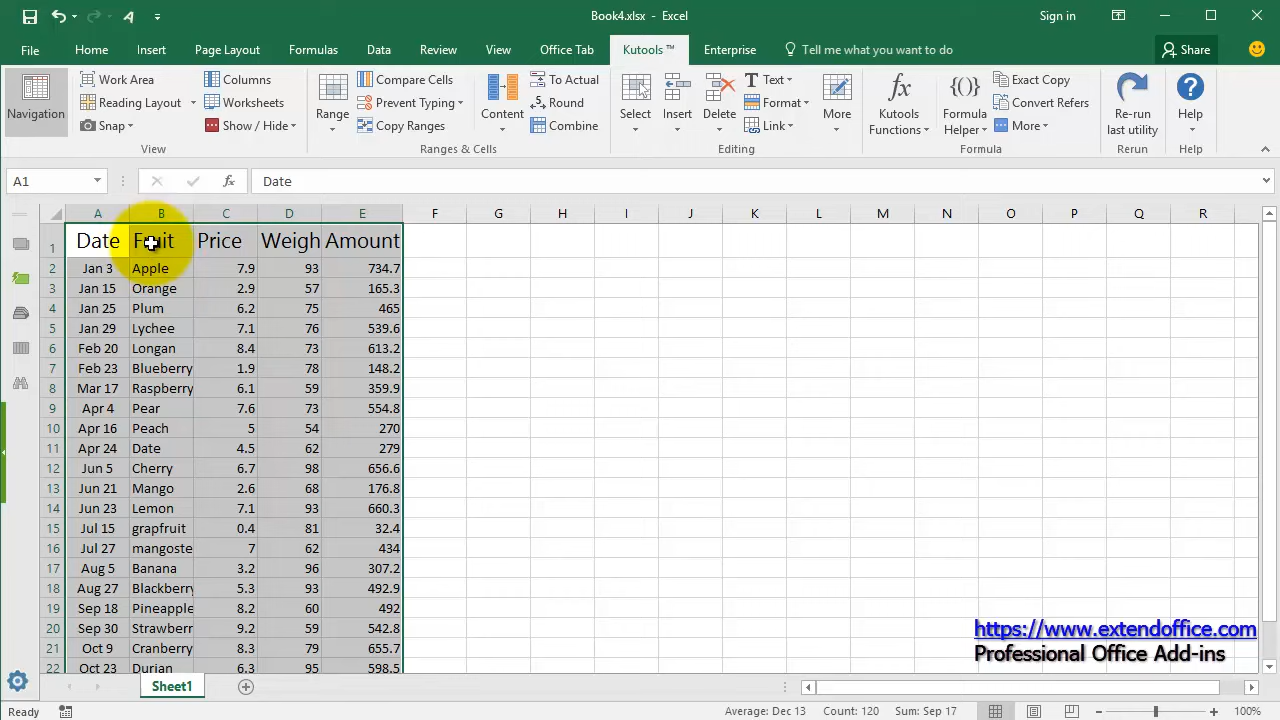 Book4.xlsx - Excel
Sign in
File Home Insert Page Layout Formulas Data Review View Office Tab Kutools ™ Enterprise Tell me what you want to do Share
Navigation
Work Area
Reading Layout
Snap
Columns
Worksheets
Show / Hide
View
Range
Compare Cells
Prevent Typing
Copy Ranges
Content
To Actual
Round
Combine
Ranges & Cells
Select
Insert
Delete
Text
Format
Link
More
Editing
Kutools Functions
Formula Helper
Exact Copy
Convert Refers
More
Formula
Re-run last utility
Rerun
Help
Help
A1 fx Date
A B C D E F G H I J K L M N O P Q R
1 Date Fruit Price Weigh Amount
2 Jan 3 Apple 7.9 93 734.7
3 Jan 15 Orange 2.9 57 165.3
4 Jan 25 Plum 6.2 75 465
5 Jan 29 Lychee 7.1 76 539.6
6 Feb 20 Longan 8.4 73 613.2
7 Feb 23 Blueberry 1.9 78 148.2
8 Mar 17 Raspberry 6.1 59 359.9
9 Apr 4 Pear 7.6 73 554.8
10 Apr 16 Peach 5 54 270
11 Apr 24 Date 4.5 62 279
12 Jun 5 Cherry 6.7 98 656.6
13 Jun 21 Mango 2.6 68 176.8
14 Jun 23 Lemon 7.1 93 660.3
15 Jul 15 grapfruit 0.4 81 32.4
16 Jul 27 mangoste 7 62 434
17 Aug 5 Banana 3.2 96 307.2
18 Aug 27 Blackberry 5.3 93 492.9
19 Sep 18 Pineapple 8.2 60 492
20 Sep 30 Strawberr 9.2 59 542.8
21 Oct 9 Cranberry 8.3 79 655.7
22 Oct 23 Durian 6.3 95 598.5
https://www.extendoffice.com
Professional Office Add-ins
Sheet1
Ready Average: Dec 13 Count: 120 Sum: Sep 17 100%